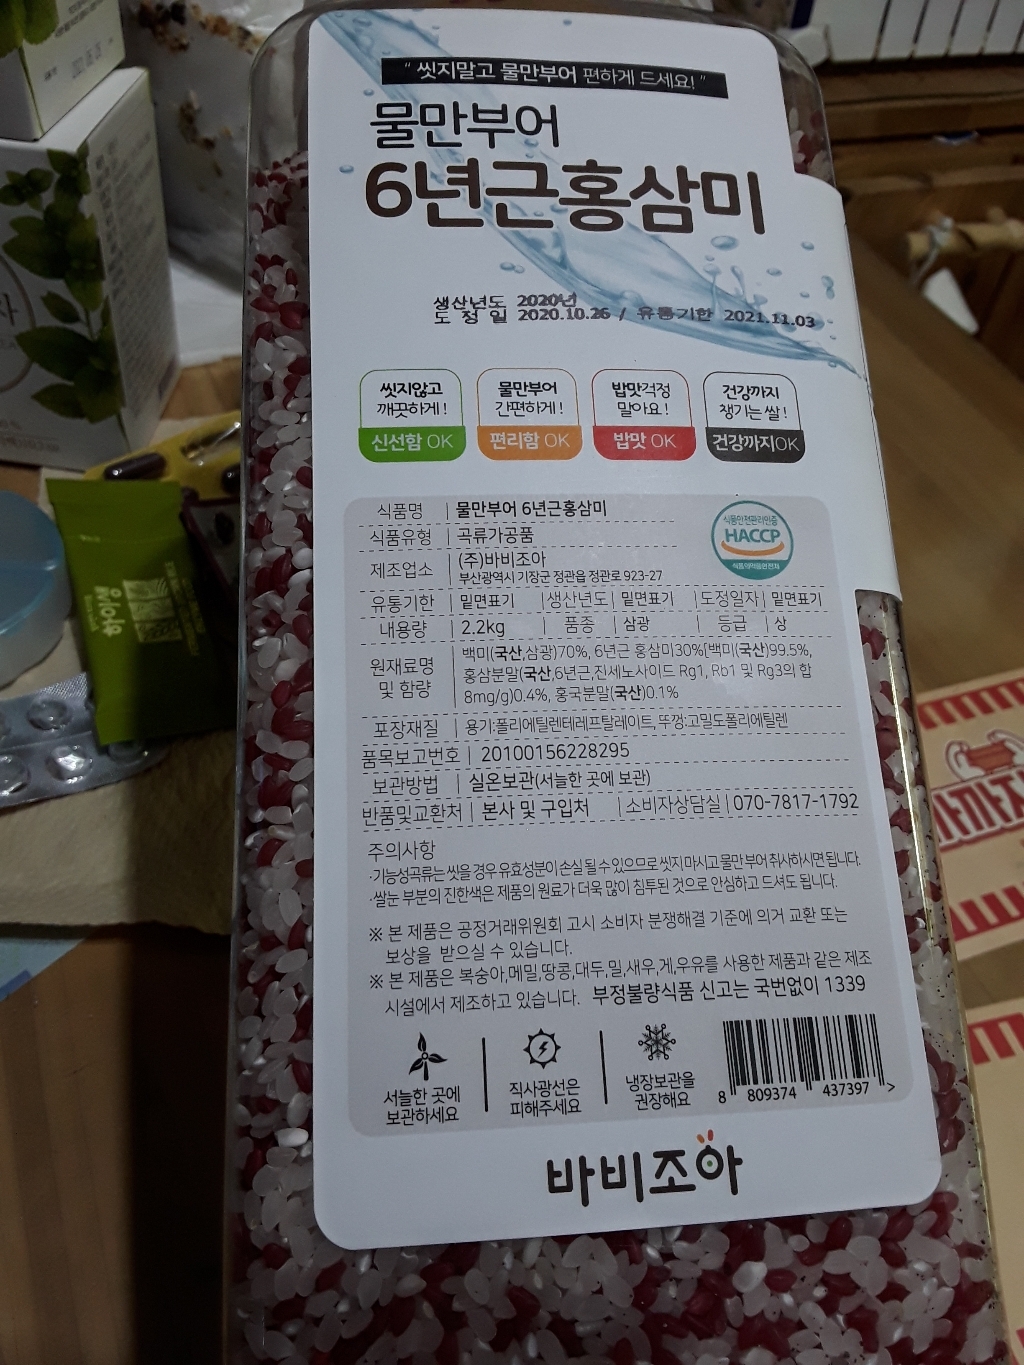 " 씻지말고 물만부어 편하게 드세요! "
물만부어
6년근홍삼미
생산년도 2020년
도 정 일 2020.10.26 / 유통기한 2021.11.03
씻지않고
깨끗하게!
신선함 OK
물만부어
간편하게!
편리함 OK
밥맛걱정
말아요!
밥맛 OK
건강까지
챙기는 쌀!
건강까지OK
식품명 물만부어 6년근홍삼미
식품유형 곡류가공품
제조업소 (주)바비조아
부산광역시 기장군 정관읍 정관로 923-27
식품안전관리인증
HACCP
식품의약품안전처
유통기한 밑면표기 생산년도 밑면표기 도정일자 밑면표기
내용량 2.2kg 품종 삼광 등급 상
원재료명 및 함량
백미(국산,삼광)70%, 6년근 홍삼미30%[백미(국산)99.5%,
홍삼분말(국산,6년근,진세노사이드 Rg1, Rb1 및 Rg3의 합
8mg/g)0.4%, 홍국분말(국산)0.1%
포장재질 용기:폴리에틸렌테레프탈레이트, 뚜껑:고밀도폴리에틸렌
품목보고번호 20100156228295
보관방법 실온보관(서늘한 곳에 보관)
반품및교환처 본사 및 구입처 소비자상담실 070-7817-1792
주의사항
·기능성곡류는 씻을 경우 유효성분이 손실 될 수 있으므로 씻지 마시고 물만 부어 취사하시면 됩니다.
·쌀눈 부분의 진한색은 제품의 원료가 더욱 많이 침투된 것으로 안심하고 드셔도 됩니다.
※ 본 제품은 공정거래위원회 고시 소비자 분쟁해결 기준에 의거 교환 또는
보상을 받으실 수 있습니다.
※ 본 제품은 복숭아,메밀,땅콩,대두,밀,새우,게,우유를 사용한 제품과 같은 제조
시설에서 제조하고 있습니다. 부정불량식품 신고는 국번없이 1339
서늘한 곳에
보관하세요
직사광선은
피해주세요
냉장보관을
권장해요
8 809374 437397 >
바비조아